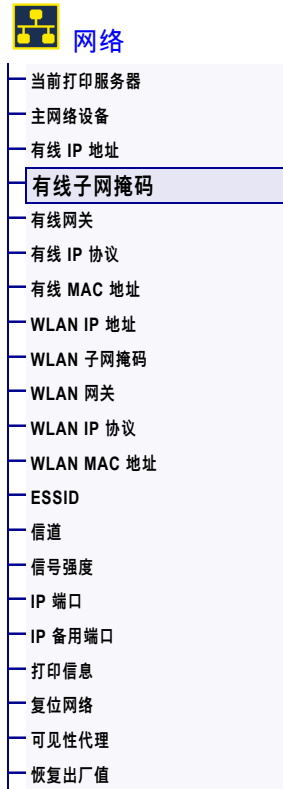 网络
当前打印服务器
主网络设备
有线 IP 地址
有线子网掩码
有线网关
有线 IP 协议
有线 MAC 地址
WLAN IP 地址
WLAN 子网掩码
WLAN 网关
WLAN IP 协议
WLAN MAC 地址
ESSID
信道
信号强度
IP 端口
IP 备用端口
打印信息
复位网络
可见性代理
恢复出厂值